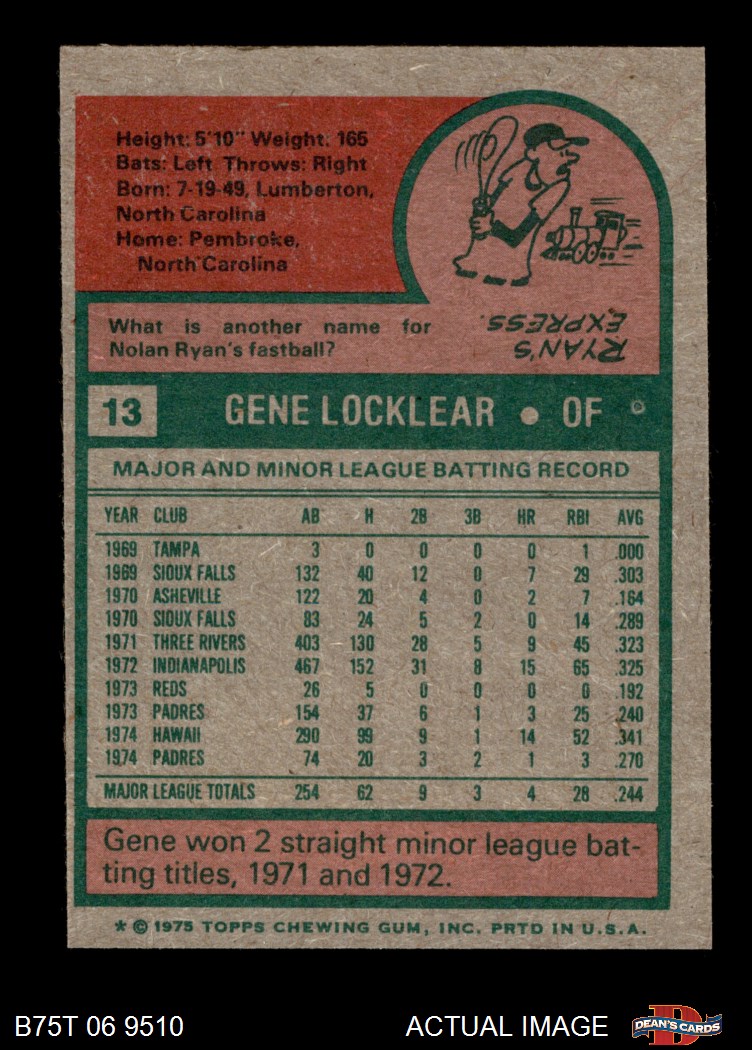 Height: 5'10" Weight: 165
Bats: Left Throws: Right
Born: 7-19-49, Lumberton,
North Carolina
Home: Pembroke,
North Carolina
What is another name for
Nolan Ryan's fastball?
RYAN'S
EXPRESS.
13 GENE LOCKLEAR • OF
MAJOR AND MINOR LEAGUE BATTING RECORD
YEAR CLUB AB H 2B 3B HR RBI AVG
1969 TAMPA 3 0 0 0 0 1 .000
1969 SIOUX FALLS 132 40 12 0 7 29 .303
1970 ASHEVILLE 122 20 4 0 2 7 .164
1970 SIOUX FALLS 83 24 5 2 0 14 .289
1971 THREE RIVERS 403 130 28 5 9 45 .323
1972 INDIANAPOLIS 467 152 31 8 15 65 .325
1973 REDS 26 5 0 0 0 0 .192
1973 PADRES 154 37 6 1 3 25 .240
1974 HAWAII 290 99 9 1 14 52 .341
1974 PADRES 74 20 3 2 1 3 .270
MAJOR LEAGUE TOTALS 254 62 9 3 4 28 .244
Gene won 2 straight minor league bat-
ting titles, 1971 and 1972.
* © 1975 TOPPS CHEWING GUM, INC. PRTD IN U.S.A.
B75T 06 9510 ACTUAL IMAGE D DEAN'S CARDS